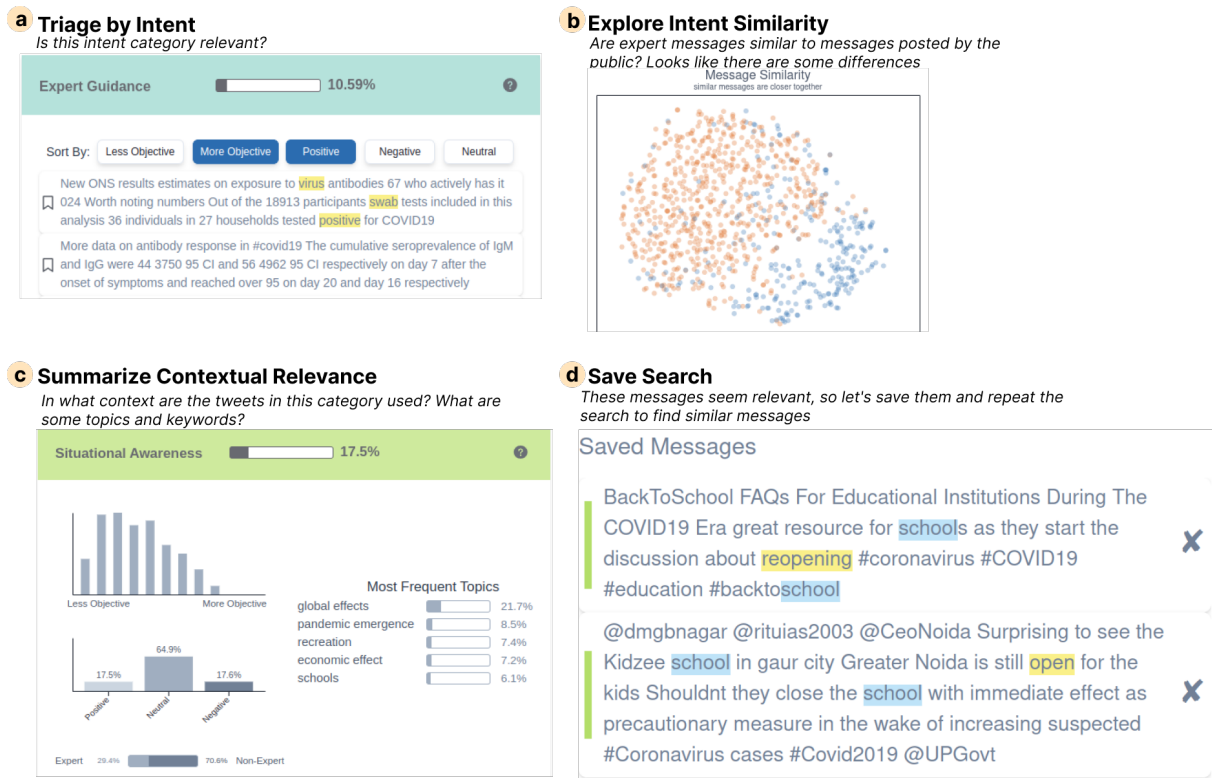 a Triage by Intent
Is this intent category relevant?
Expert Guidance 10.59% ?
Sort By: Less Objective More Objective Positive Negative Neutral
New ONS results estimates on exposure to virus antibodies 67 who actively has it
024 Worth noting numbers Out of the 18913 participants swab tests included in this
analysis 36 individuals in 27 households tested positive for COVID19
More data on antibody response in #covid19 The cumulative seroprevalence of IgM
and IgG were 44 3750 95 CI and 56 4962 95 CI respectively on day 7 after the
onset of symptoms and reached over 95 on day 20 and day 16 respectively
b Explore Intent Similarity
Are expert messages similar to messages posted by the
public? Looks like there are some differences
Message Similarity
similar messages are closer together
c Summarize Contextual Relevance
In what context are the tweets in this category used? What are
some topics and keywords?
Situational Awareness 17.5% ?
Less Objective More Objective
17.5% 64.9% 17.6%
Positive Neutral Negative
Most Frequent Topics
global effects 21.7%
pandemic emergence 8.5%
recreation 7.4%
economic effect 7.2%
schools 6.1%
Expert 29.4% 70.6% Non-Expert
d Save Search
These messages seem relevant, so let's save them and repeat the
search to find similar messages
Saved Messages
BackToSchool FAQs For Educational Institutions During The
COVID19 Era great resource for schools as they start the
discussion about reopening #coronavirus #COVID19
#education #backtoschool
@dmgbnagar @rituias2003 @CeoNoida Surprising to see the
Kidzee school in gaur city Greater Noida is still open for the
kids Shouldnt they close the school with immediate effect as
precautionary measure in the wake of increasing suspected
#Coronavirus cases #Covid2019 @UPGovt